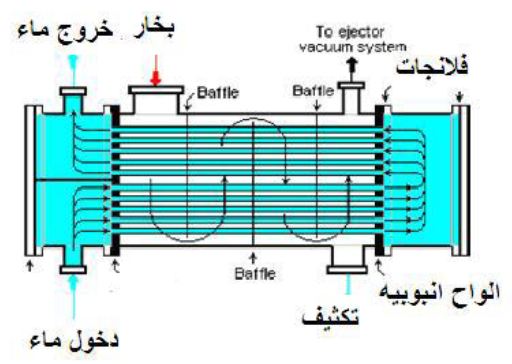 خروج ماء
بخار
To ejector
vacuum system
فلانجات
Baffle
Baffle
Baffle
الواح انبوبيه
تكثيف
دخول ماء